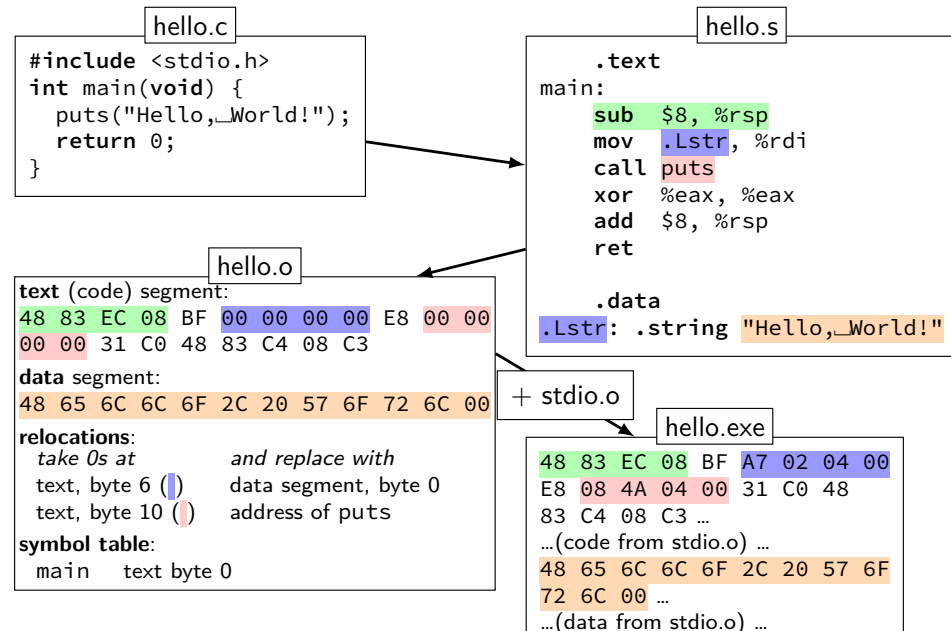 hello.c
#include <stdio.h>
int main(void) {
  puts("Hello,␣World!");
  return 0;
}
hello.s
.text
main:
sub $8, %rsp
mov .Lstr, %rdi
call puts
xor %eax, %eax
add $8, %rsp
ret
.data
.Lstr: .string "Hello,␣World!"
hello.o
text (code) segment:
48 83 EC 08 BF 00 00 00 00 E8 00 00
00 00 31 C0 48 83 C4 08 C3
data segment:
48 65 6C 6C 6F 2C 20 57 6F 72 6C 00
relocations:
take 0s at and replace with
text, byte 6 ( ) data segment, byte 0
text, byte 10 ( ) address of puts
symbol table:
main text byte 0
+ stdio.o
hello.exe
48 83 EC 08 BF A7 02 04 00
E8 08 4A 04 00 31 C0 48
83 C4 08 C3 …
…(code from stdio.o) …
48 65 6C 6C 6F 2C 20 57 6F
72 6C 00 …
…(data from stdio.o) …